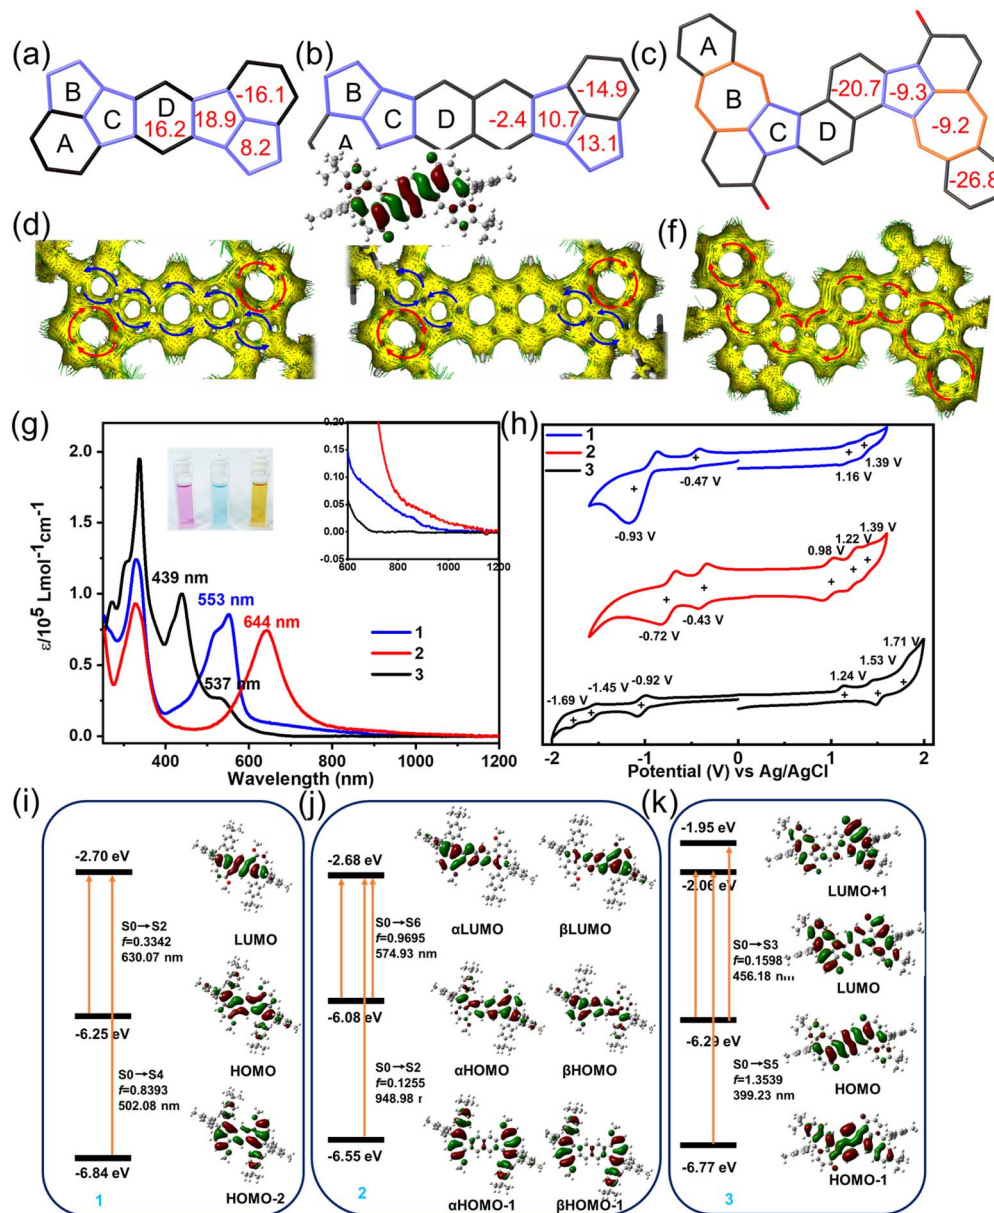 (a)
B
A
C
D
16.2
18.9
-16.1
8.2
(b)
B
A
C
D
-2.4
10.7
-14.9
13.1
(c)
A
B
C
D
-20.7
-9.3
-9.2
-26.8
(d)
(f)
(g)
ε/10⁵ Lmol⁻¹cm⁻¹
2.0
1.5
1.0
0.5
0.0
400
600
800
1000
1200
Wavelength (nm)
439 nm
553 nm
644 nm
537 nm
1
2
3
0.20
0.15
0.10
0.05
0.00
-0.05
600
800
1000
1200
(h)
1
2
3
-0.47 V
-0.93 V
1.16 V
1.39 V
-0.72 V
-0.43 V
0.98 V
1.22 V
1.39 V
-1.69 V
-1.45 V
-0.92 V
1.24 V
1.53 V
1.71 V
-2
-1
0
1
2
Potential (V) vs Ag/AgCl
(i)
-2.70 eV
S0→S2
f=0.3342
630.07 nm
-6.25 eV
S0→S4
f=0.8393
502.08 nm
-6.84 eV
LUMO
HOMO
HOMO-2
1
(j)
-2.68 eV
S0→S6
f=0.9695
574.93 nm
-6.08 eV
S0→S2
f=0.1255
948.98
-6.55 eV
αLUMO
βLUMO
αHOMO
βHOMO
αHOMO-1
βHOMO-1
2
(k)
-1.95 eV
-2.06 eV
S0→S3
f=0.1598
456.18
-6.29 eV
S0→S5
f=1.3539
399.23 nm
-6.77 eV
LUMO+1
LUMO
HOMO
HOMO-1
3